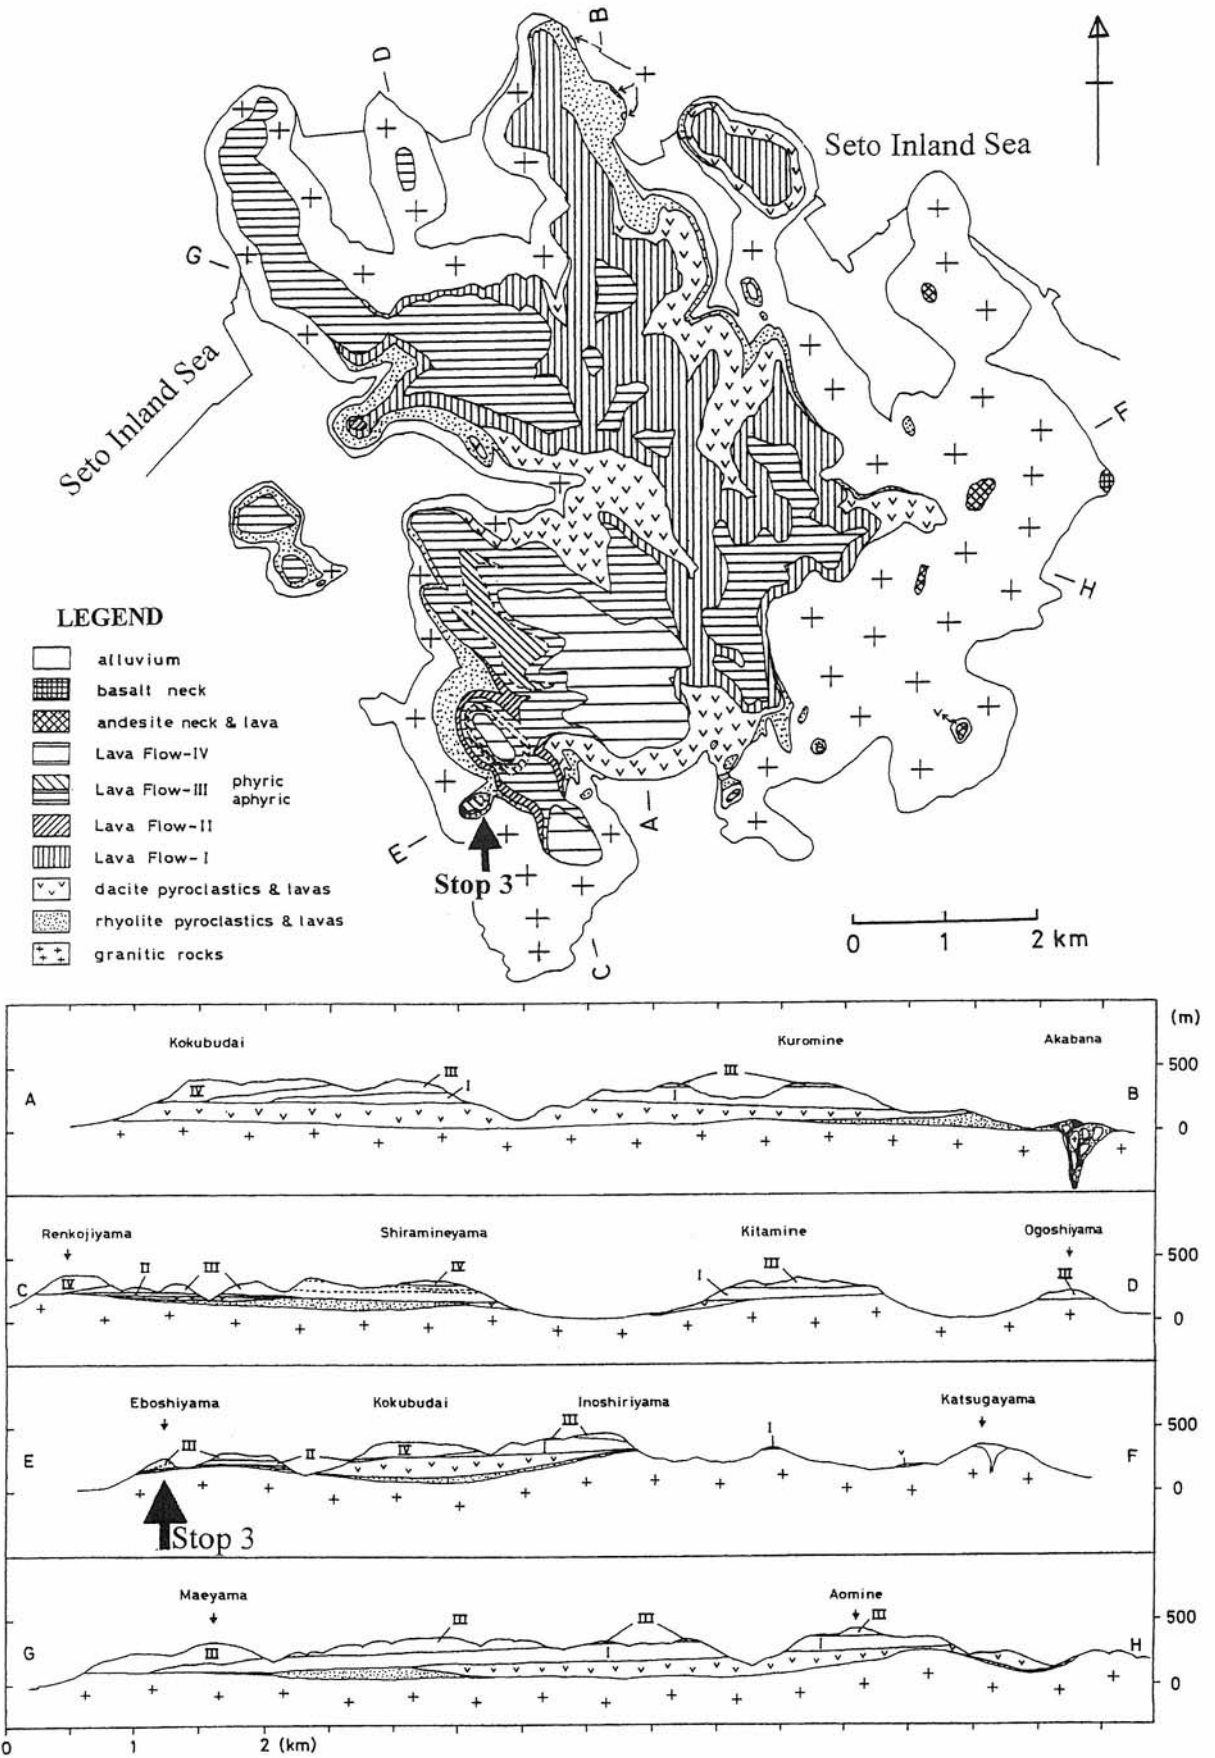 B
D
Seto Inland Sea
G
Seto Inland Sea
F
H
LEGEND
alluvium
basalt neck
andesite neck & lava
Lava Flow-IV
Lava Flow-III phyric
aphyric
Lava Flow-II
Lava Flow-I
dacite pyroclastics & lavas
rhyolite pyroclastics & lavas
granitic rocks
A
E
Stop 3
C
0 1 2 km
(m)
Kokubudai Kuromine Akabana
500
III III
IV I I
A B
0
Renkojiyama Shiramineyama Kitamine Ogoshiyama
500
II III IV I III III
C IV D
0
Eboshiyama Kokubudai Inoshiriyama Katsugayama
500
III II IV III I I
E F
0
Stop 3
Maeyama Aomine
500
III III III
G III I I H
0
0 1 2 (km)